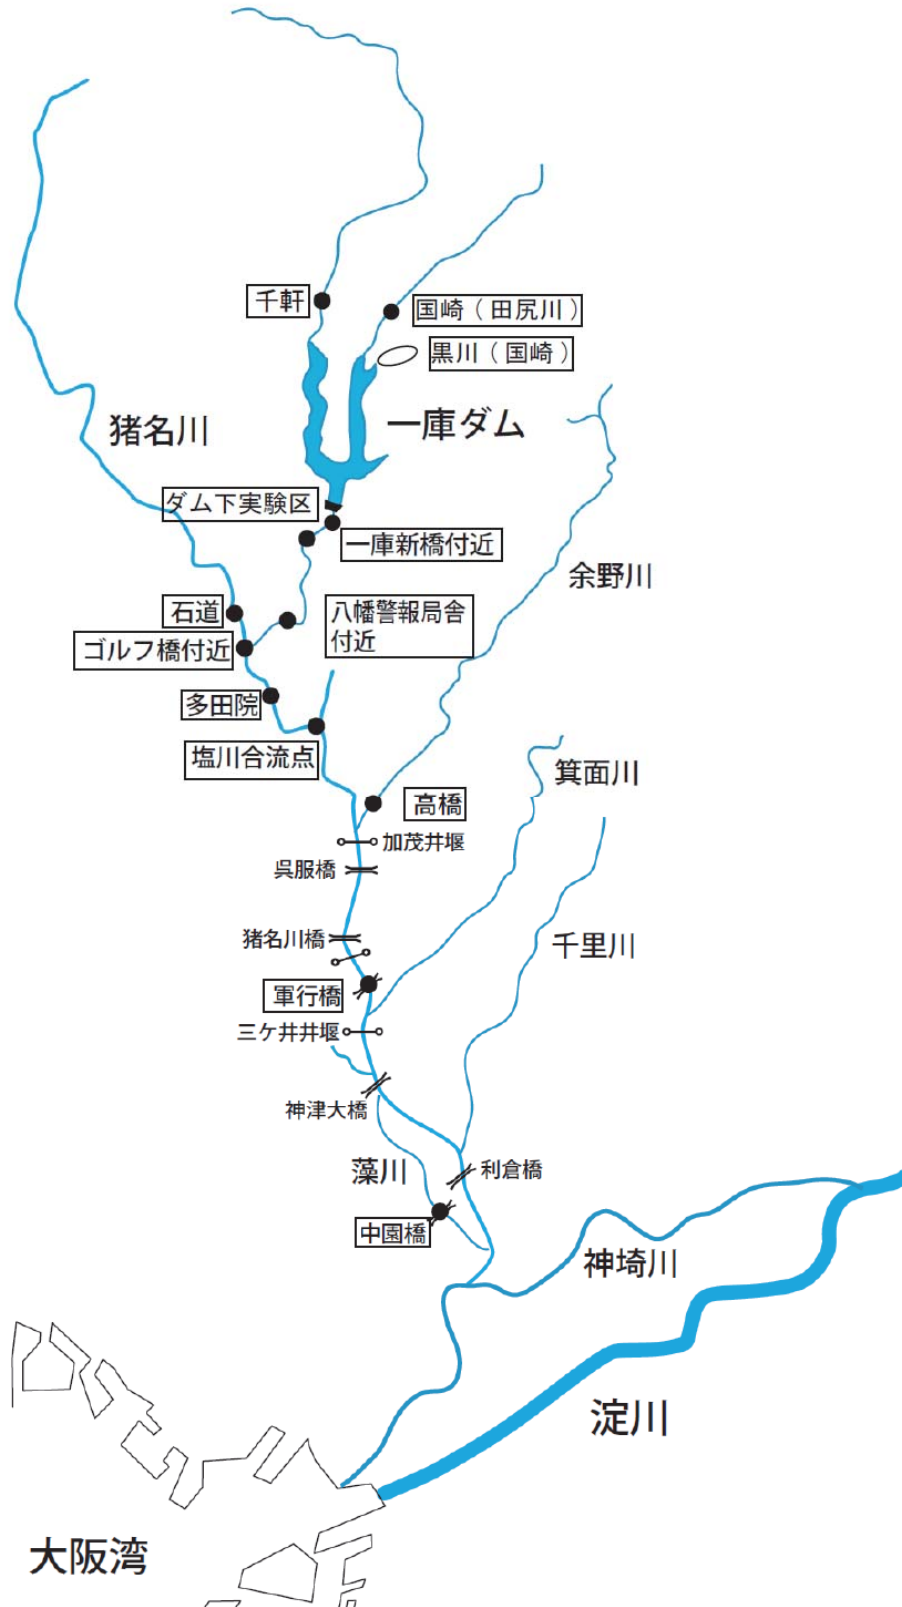 千軒
国崎（田尻川）
黒川（国崎）
猪名川
一庫ダム
ダム下実験区
一庫新橋付近
余野川
石道
八幡警報局舎
付近
ゴルフ橋付近
多田院
塩川合流点
箕面川
高橋
加茂井堰
呉服橋
猪名川橋
千里川
軍行橋
三ケ井井堰
神津大橋
藻川
利倉橋
中園橋
神埼川
淀川
大阪湾